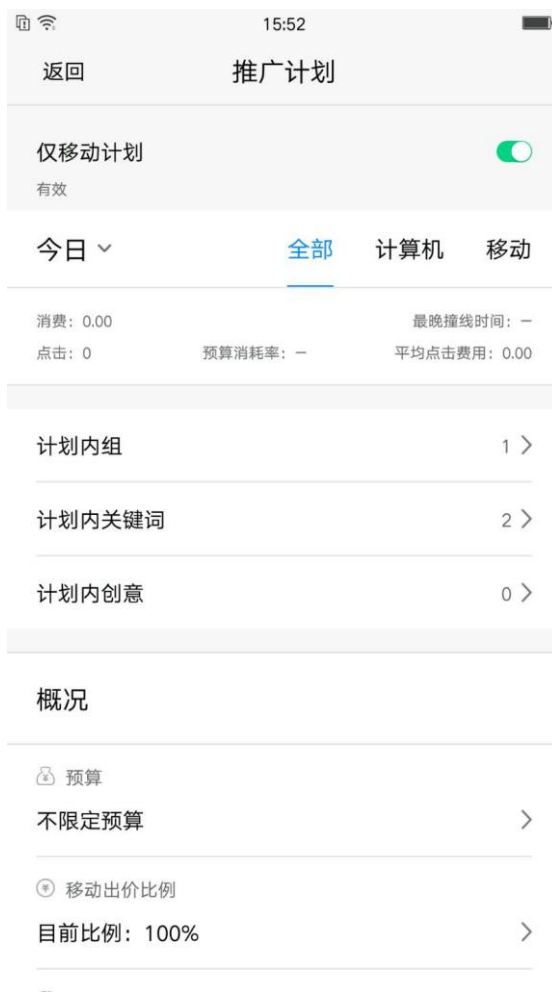 15:52
返回 推广计划
仅移动计划
有效
今日 全部 计算机 移动
消费：0.00 最晚撞线时间：—
点击：0 预算消耗率：— 平均点击费用：0.00
计划内组 1
计划内关键词 2
计划内创意 0
概况
预算
不限定预算
移动出价比例
目前比例：100%